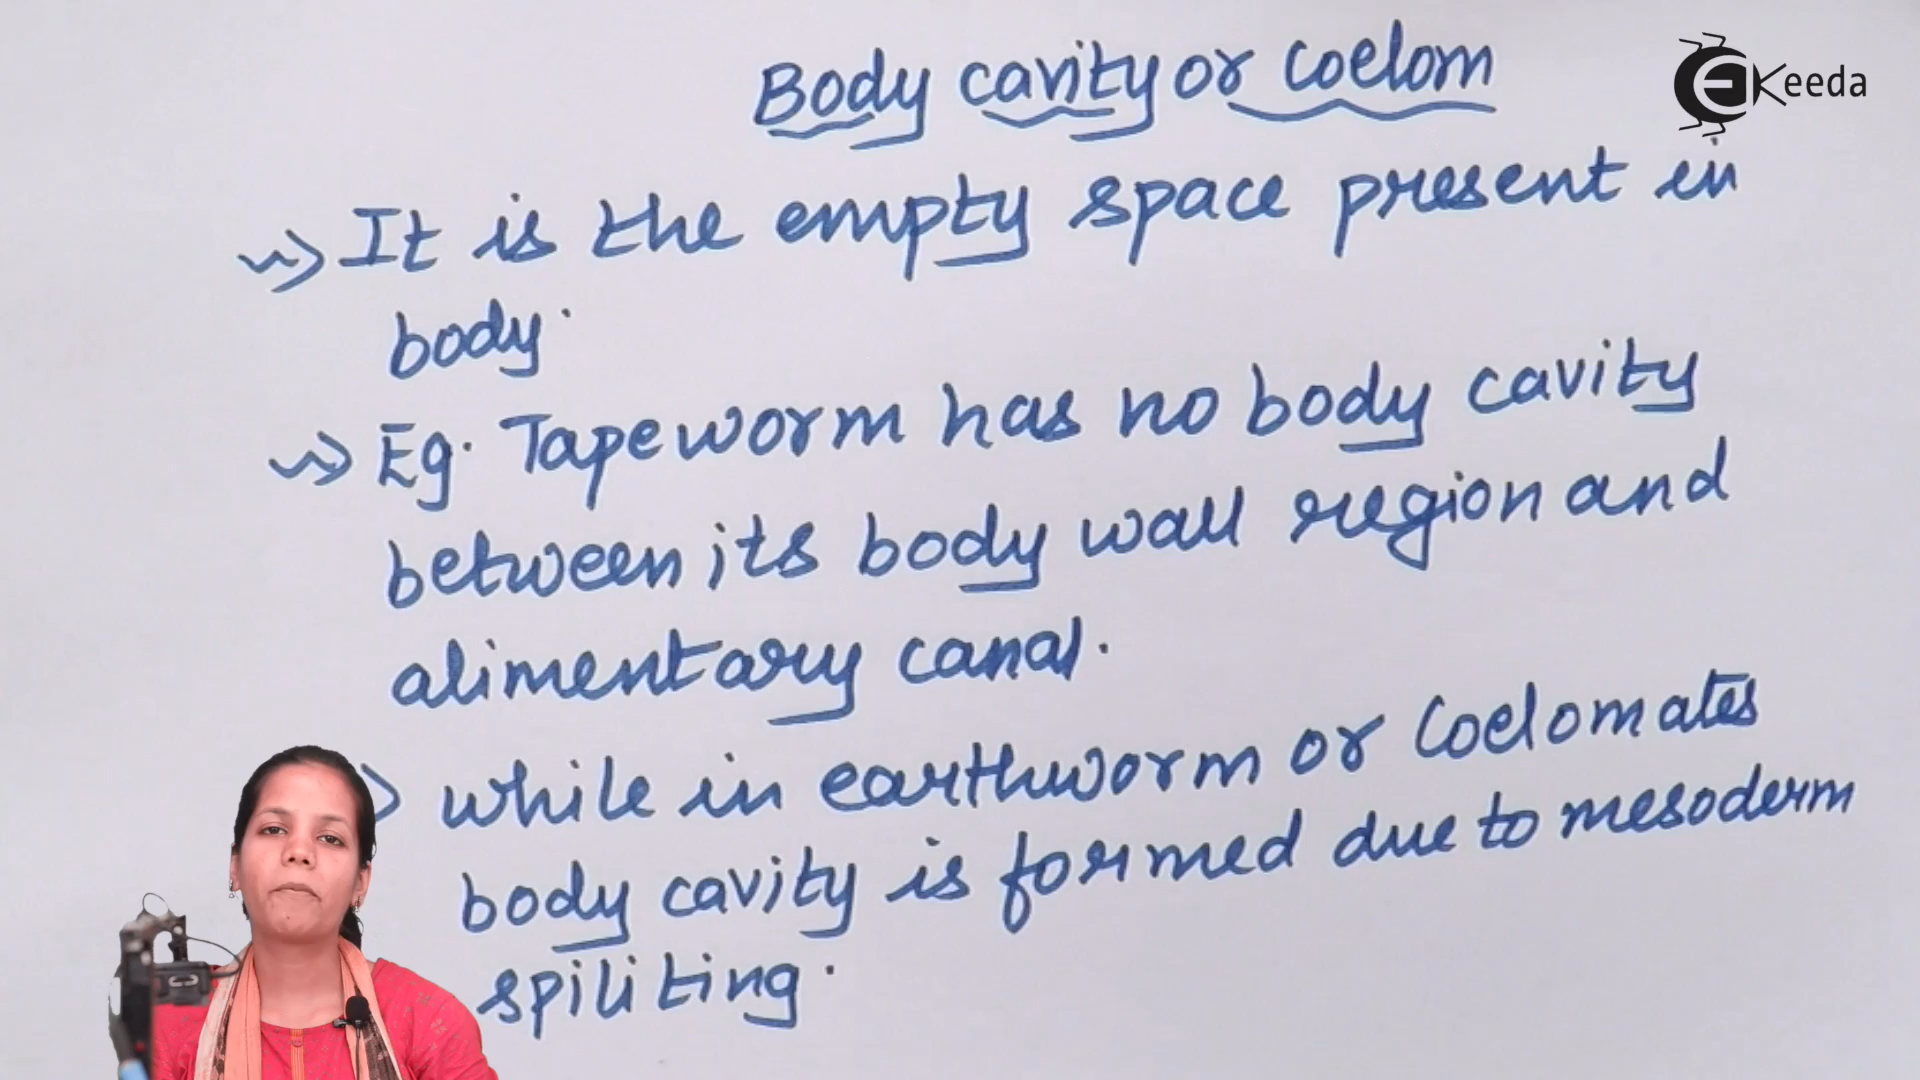 Body cavity or Coelom
EKeeda
It is the empty space present in
body.
Eg. Tapeworm has no body cavity
between its body wall region and
alimentary canal.
while in earthworm or Coelomates
body cavity is formed due to mesoderm
spiliting.